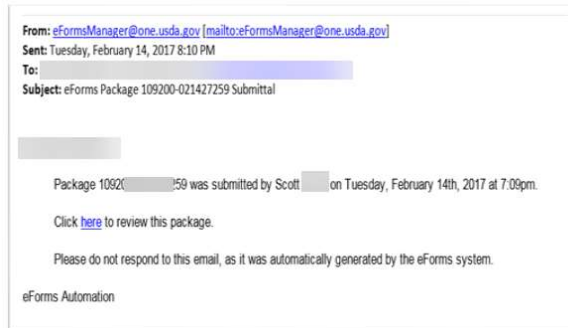 From: eFormsManager@one.usda.gov [mailto:eFormsManager@one.usda.gov]
Sent: Tuesday, February 14, 2017 8:10 PM
To:
Subject: eForms Package 109200-021427259 Submittal
Package 1092 259 was submitted by Scott on Tuesday, February 14th, 2017 at 7:09pm.
Click here to review this package.
Please do not respond to this email, as it was automatically generated by the eForms system.
eForms Automation